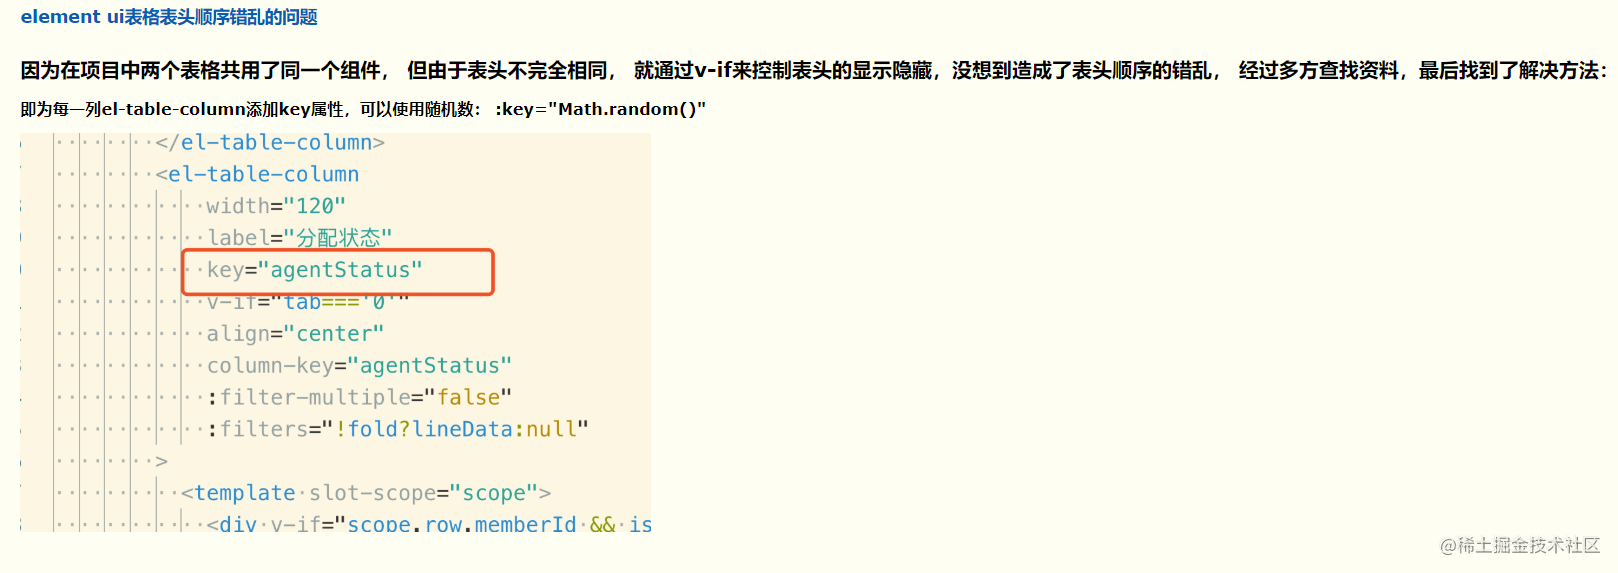 element ui表格表头顺序错乱的问题
因为在项目中两个表格共用了同一个组件， 但由于表头不完全相同， 就通过v-if来控制表头的显示隐藏，没想到造成了表头顺序的错乱， 经过多方查找资料，最后找到了解决方法：
即为每一列el-table-column添加key属性，可以使用随机数： :key="Math.random()"
</el-table-column>
<el-table-column
width="120"
label="分配状态"
key="agentStatus"
v-if="tab==='0'"
align="center"
column-key="agentStatus"
:filter-multiple="false"
:filters="!fold?lineData:null"
>
<template slot-scope="scope">
<div v-if="scope.row.memberId && is
@稀土掘金技术社区